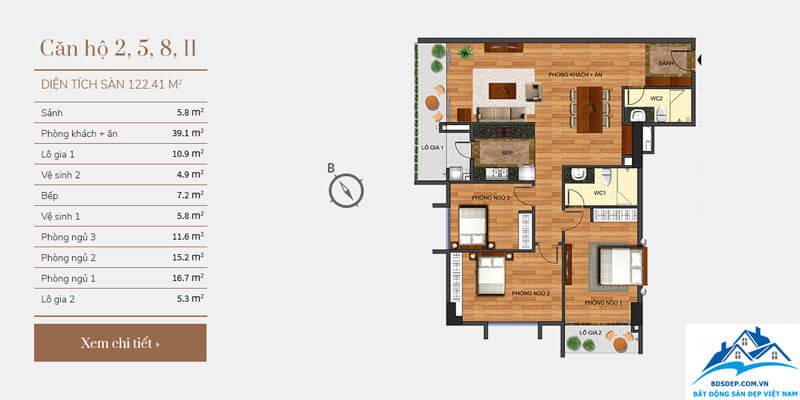 Căn hộ 2, 5, 8, 11
DIỆN TÍCH SÀN 122.41 M²
Sảnh 5.8 m²
Phòng khách + ăn 39.1 m²
Lô gia 1 10.9 m²
Vệ sinh 2 4.9 m²
Bếp 7.2 m²
Vệ sinh 1 5.8 m²
Phòng ngủ 3 11.6 m²
Phòng ngủ 2 15.2 m²
Phòng ngủ 1 16.7 m²
Lô gia 2 5.3 m²
Xem chi tiết
B
SẢNH
PHÒNG KHÁCH + ĂN
WC2
LÔ GIA 1
BẾP
WC1
PHÒNG NGỦ 3
PHÒNG NGỦ 2
PHÒNG NGỦ 1
LÔ GIA 2
BDSDEP.COM.VN
BẤT ĐỘNG SẢN ĐẸP VIỆT NAM